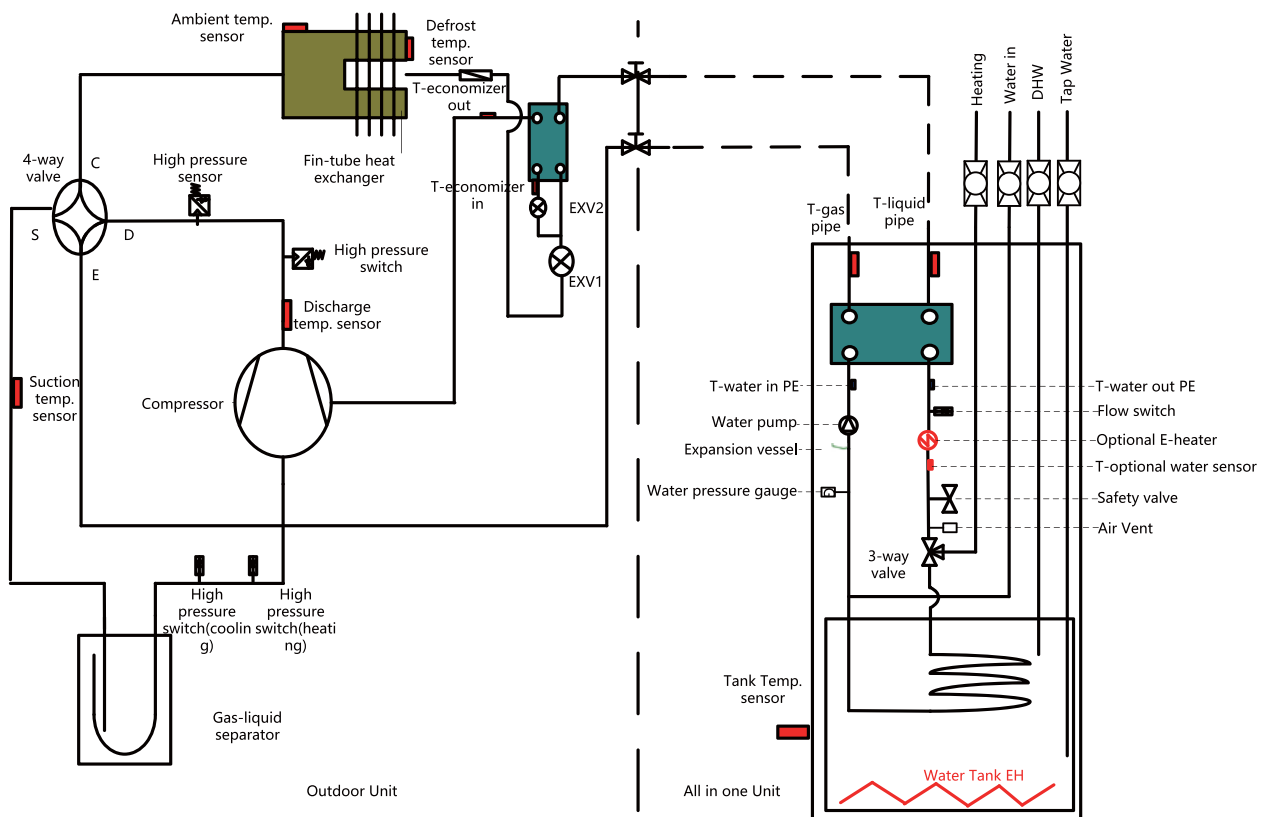 Ambient temp.
sensor
Defrost
temp.
sensor
T-economizer
out
4-way
valve
C
S
D
E
High pressure
sensor
Fin-tube heat
exchanger
T-economizer
in
EXV2
EXV1
High pressure
switch
Discharge
temp. sensor
Suction
temp.
sensor
Compressor
High
pressure
switch(coolin
g)
High
pressure
switch(heati
ng)
Gas-liquid
separator
Outdoor Unit
Heating
Water in
DHW
Tap Water
T-gas
pipe
T-liquid
pipe
T-water in PE
Water pump
Expansion vessel
Water pressure gauge
T-water out PE
Flow switch
Optional E-heater
T-optional water sensor
Safety valve
Air Vent
3-way
valve
Tank Temp.
sensor
Water Tank EH
All in one Unit